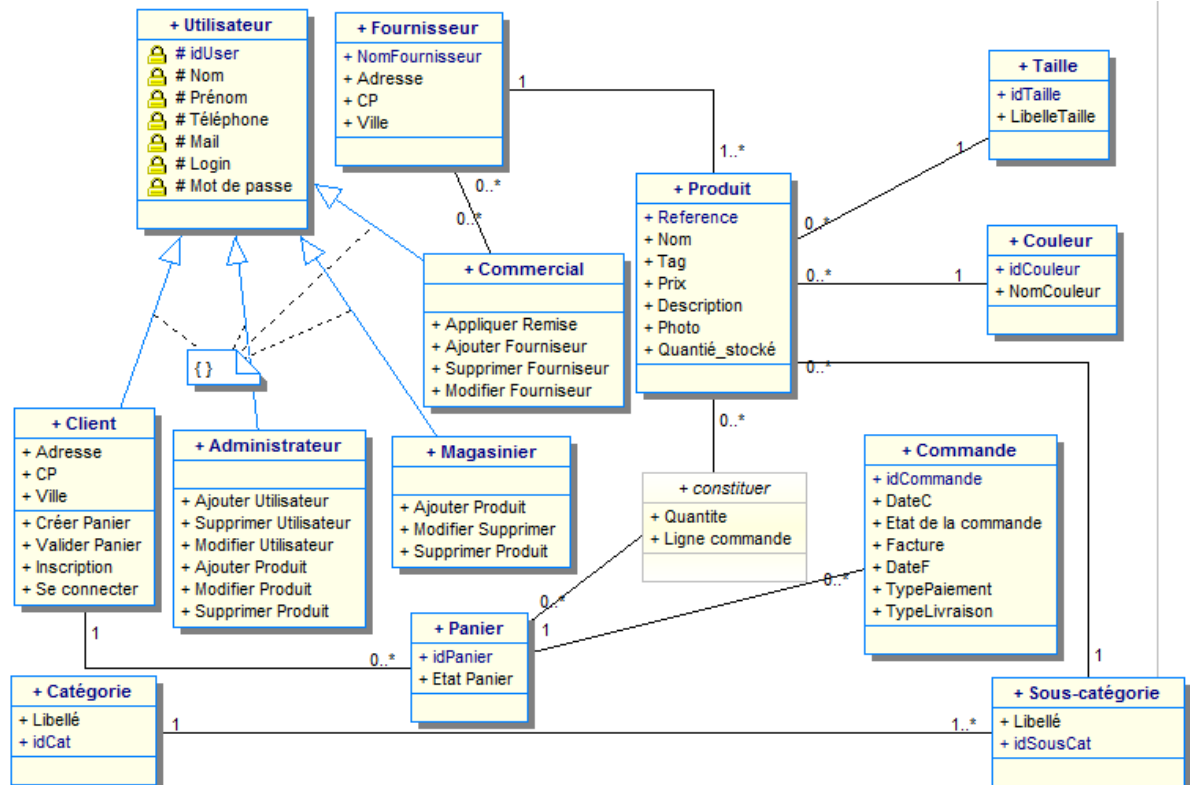 + Utilisateur
# idUser
# Nom
# Prénom
# Téléphone
# Mail
# Login
# Mot de passe
+ Fournisseur
+ NomFournisseur
+ Adresse
+ CP
+ Ville
1
1..*
0..*
0..*
+ Taille
+ idTaille
+ LibelleTaille
1
0..*
+ Produit
+ Reference
+ Nom
+ Tag
+ Prix
+ Description
+ Photo
+ Quantié_stocké
+ Couleur
+ idCouleur
+ NomCouleur
0..*
1
0..*
0..*
+ Commercial
+ Appliquer Remise
+ Ajouter Fourniseur
+ Supprimer Fourniseur
+ Modifier Fourniseur
{ }
+ Client
+ Adresse
+ CP
+ Ville
+ Créer Panier
+ Valider Panier
+ Inscription
+ Se connecter
+ Administrateur
+ Ajouter Utilisateur
+ Supprimer Utilisateur
+ Modifier Utilisateur
+ Ajouter Produit
+ Modifier Produit
+ Supprimer Produit
+ Magasinier
+ Ajouter Produit
+ Modifier Supprimer
+ Supprimer Produit
+ constituer
+ Quantite
+ Ligne commande
+ Commande
+ idCommande
+ DateC
+ Etat de la commande
+ Facture
+ DateF
+ TypePaiement
+ TypeLivraison
0..*
0..*
1
1
0..*
+ Panier
+ idPanier
+ Etat Panier
1
+ Catégorie
+ Libellé
+ idCat
1
1..*
+ Sous-catégorie
+ Libellé
+ idSousCat